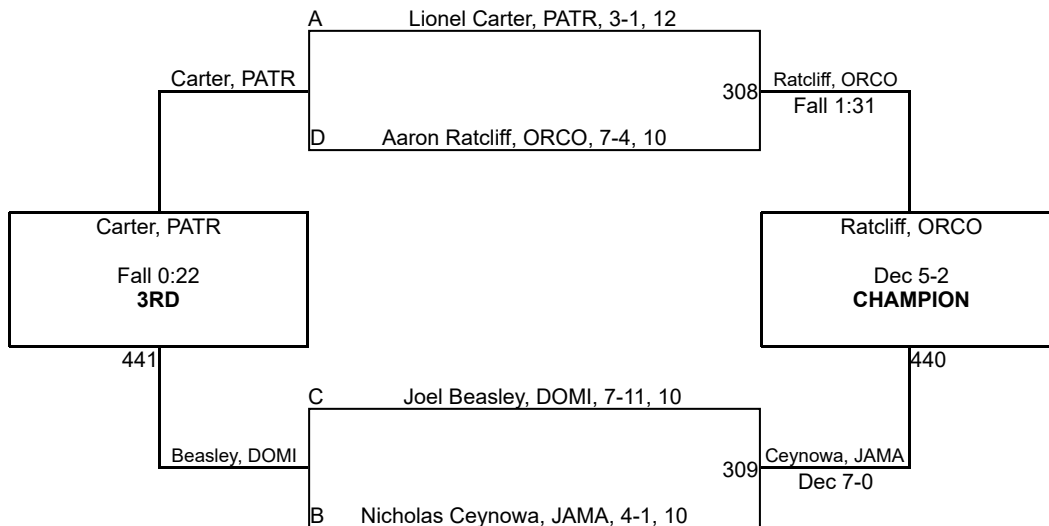 A Lionel Carter, PATR, 3-1, 12
Carter, PATR
308
Ratcliff, ORCO
Fall 1:31
D Aaron Ratcliff, ORCO, 7-4, 10
Carter, PATR
Fall 0:22
3RD
441
Ratcliff, ORCO
Dec 5-2
CHAMPION
440
C Joel Beasley, DOMI, 7-11, 10
Beasley, DOMI
309
Ceynowa, JAMA
Dec 7-0
B Nicholas Ceynowa, JAMA, 4-1, 10